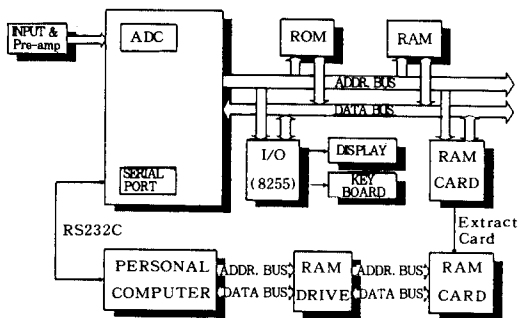 INPUT &
Pre-amp
ADC
ROM
RAM
ADDR. BUS
DATA BUS
I/O
(8255)
DISPLAY
KEY
BOARD
RAM
CARD
SERIAL
PORT
RS232C
Extract
Card
PERSONAL
COMPUTER
ADDR. BUS
DATA BUS
RAM
DRIVE
ADDR. BUS
DATA BUS
RAM
CARD